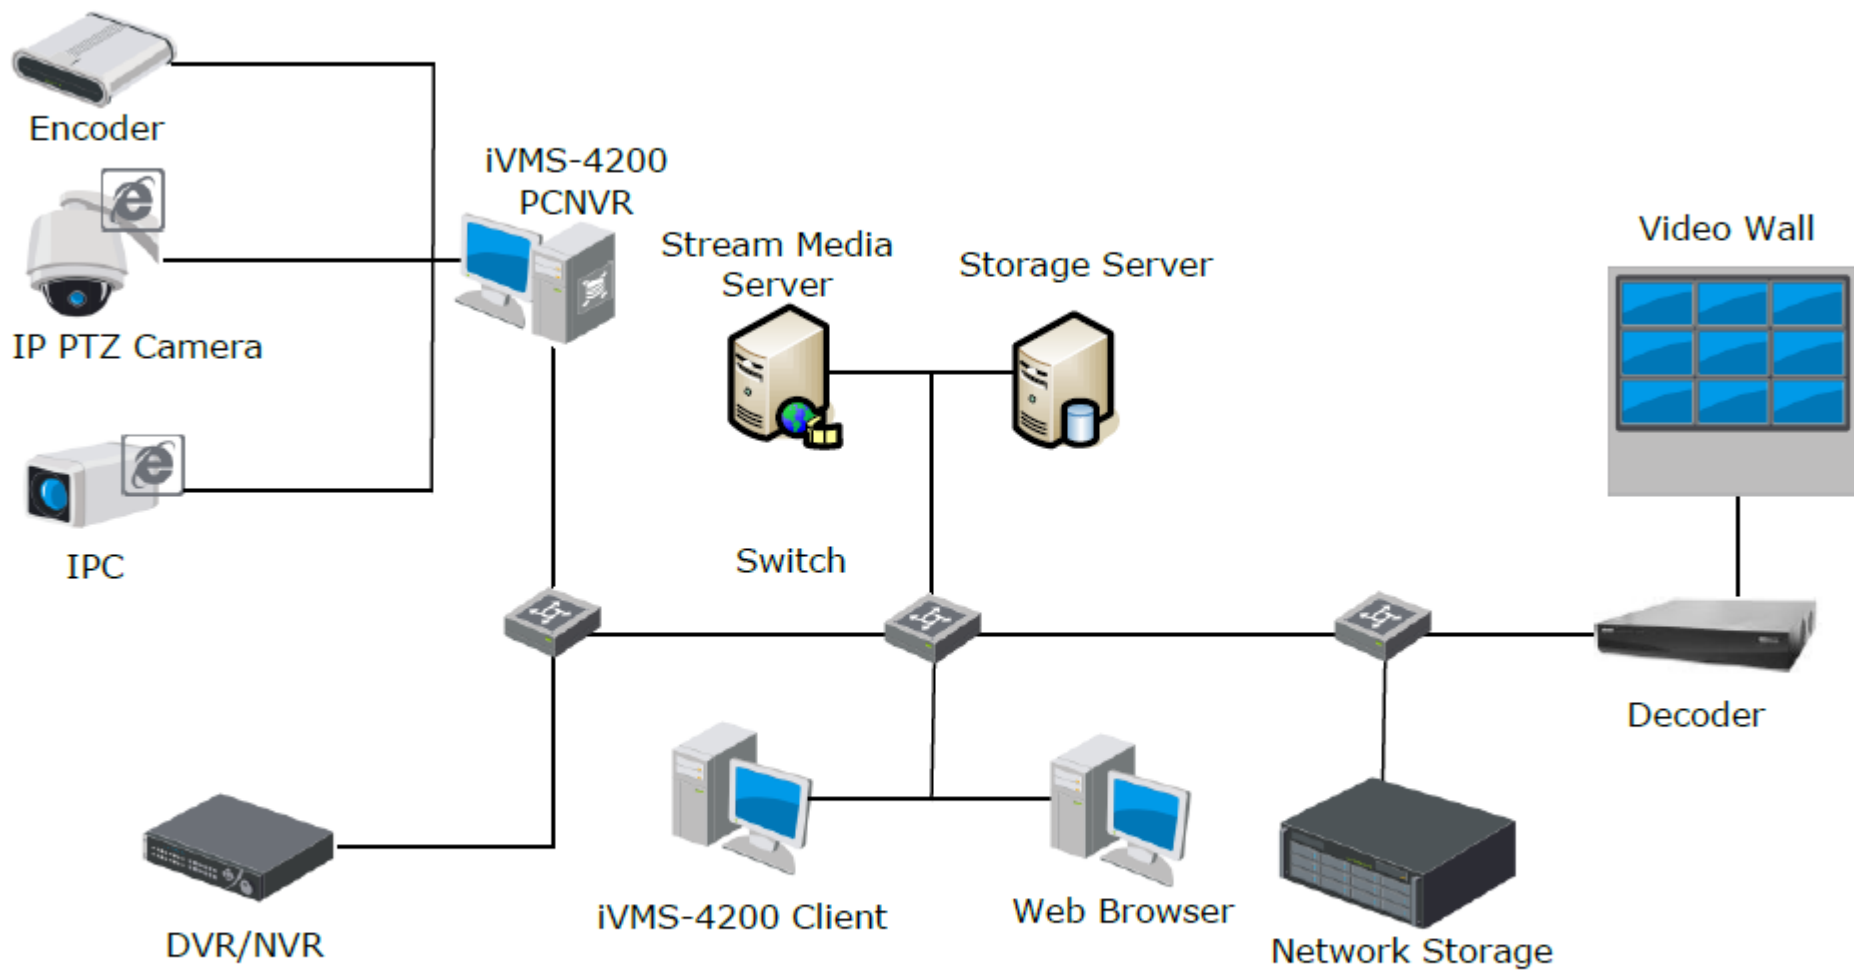 Encoder
iVMS-4200
PCNVR
Stream Media
Server
Storage Server
Video Wall
IP PTZ Camera
IPC
Switch
Decoder
iVMS-4200 Client
Web Browser
DVR/NVR
Network Storage